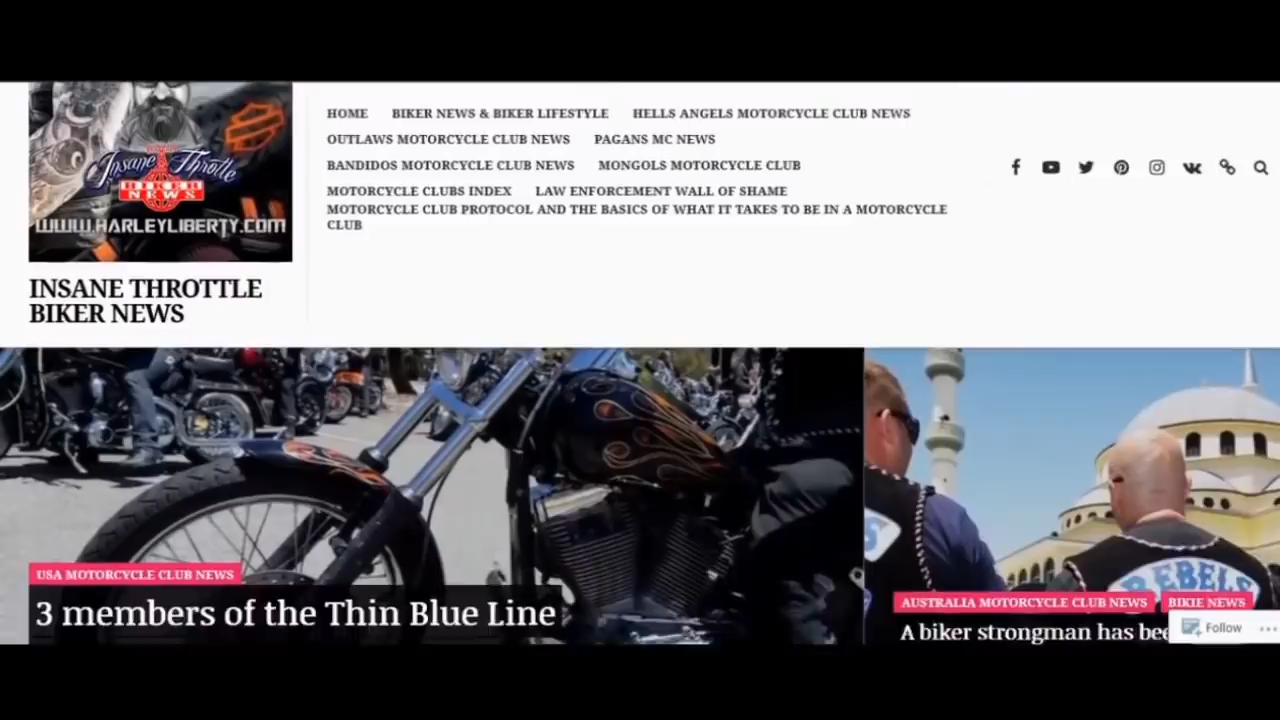 Insane Throttle
BIKER
NEWS
WWW.HARLEYLIBERTY.COM
INSANE THROTTLE
BIKER NEWS
HOME BIKER NEWS & BIKER LIFESTYLE HELLS ANGELS MOTORCYCLE CLUB NEWS
OUTLAWS MOTORCYCLE CLUB NEWS PAGANS MC NEWS
BANDIDOS MOTORCYCLE CLUB NEWS MONGOLS MOTORCYCLE CLUB
MOTORCYCLE CLUBS INDEX LAW ENFORCEMENT WALL OF SHAME
MOTORCYCLE CLUB PROTOCOL AND THE BASICS OF WHAT IT TAKES TO BE IN A MOTORCYCLE
CLUB
USA MOTORCYCLE CLUB NEWS
3 members of the Thin Blue Line
REBELS
AUSTRALIA MOTORCYCLE CLUB NEWS BIKIE NEWS
A biker strongman has bee
Follow